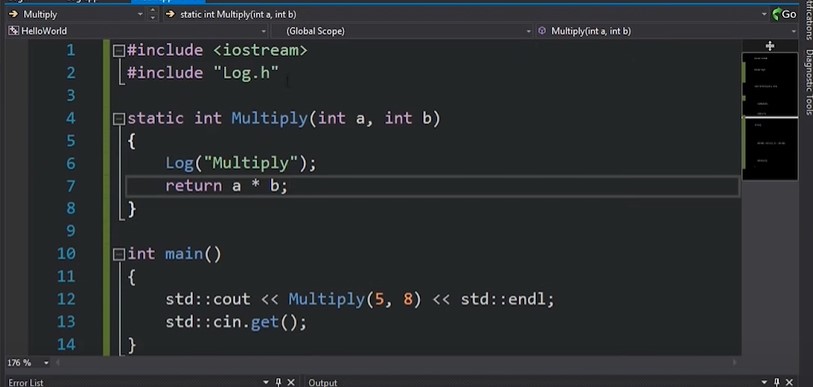 Multiply static int Multiply(int a, int b) Go
HelloWorld (Global Scope) Multiply(int a, int b)
1 #include <iostream>
2 #include "Log.h"
3
4 static int Multiply(int a, int b)
5 {
6 Log("Multiply");
7 return a * b;
8 }
9
10 int main()
11 {
12 std::cout << Multiply(5, 8) << std::endl;
13 std::cin.get();
14 }
176 %
Error List Output
Diagnostic Tools